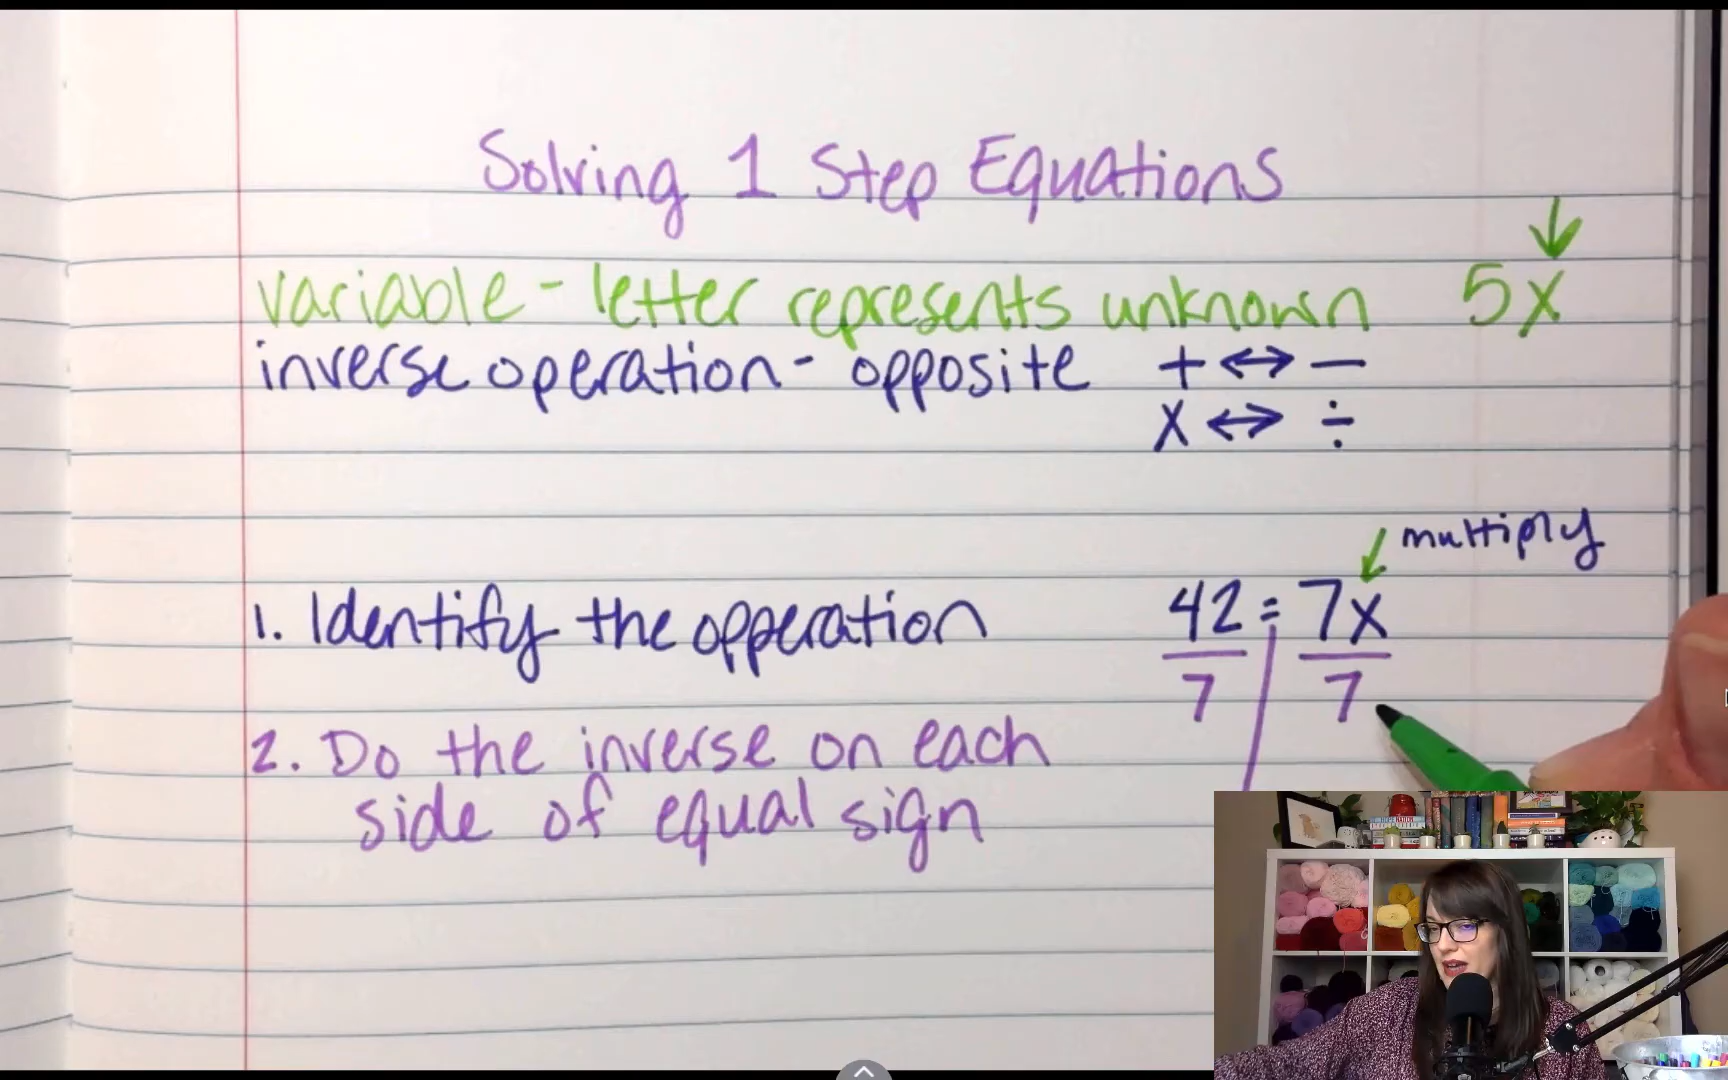 Solving 1 Step Equations
variable - letter represents unknown 5x
inverse operation - opposite + ↔ −
x ↔ ÷
multiply
1. Identify the opperation 42 = 7x
7 7
2. Do the inverse on each
side of equal sign